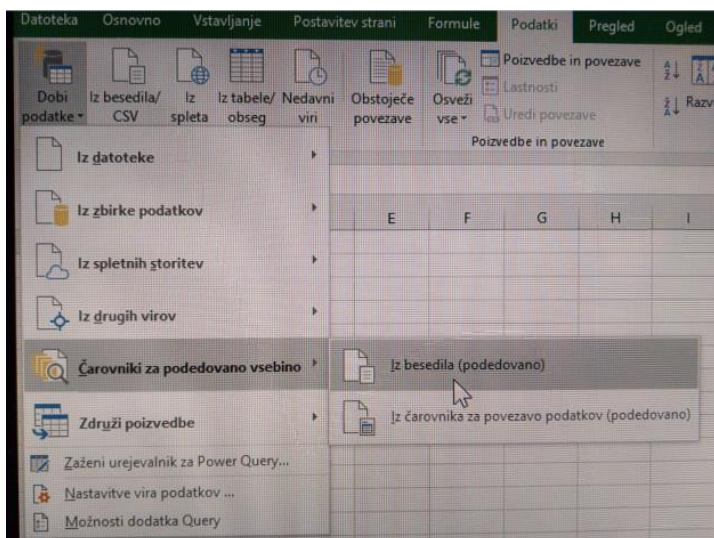 Datoteka Osnovno Vstavljanje Postavitev strani Formule Podatki Pregled Ogled
Dobi podatke
Iz besedila/ CSV
Iz spleta
Iz tabele/ obseg
Nedavni viri
Obstoječe povezave
Osveži vse
Poizvedbe in povezave
Lastnosti
Uredi povezave
Poizvedbe in povezave
A Z
Z A
Z A
Razv
Iz datoteke
Iz zbirke podatkov
Iz spletnih storitev
Iz drugih virov
Čarovniki za podedovano vsebino
Združi poizvedbe
Zaženi urejevalnik za Power Query...
Nastavitve vira podatkov ...
Možnosti dodatka Query
Iz besedila (podedovano)
Iz čarovnika za povezavo podatkov (podedovano)
E F G H I